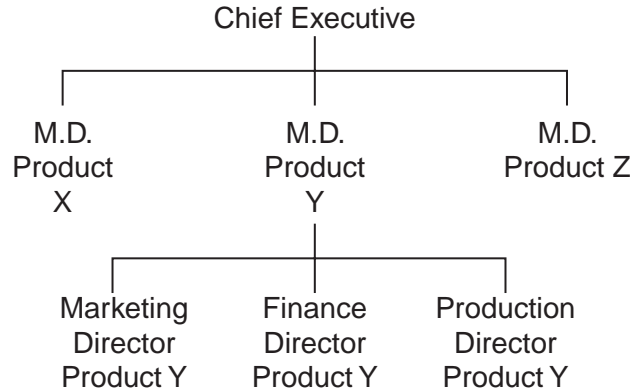 Chief Executive
M.D.
Product
X
M.D.
Product
Y
M.D.
Product Z
Marketing
Director
Product Y
Finance
Director
Product Y
Production
Director
Product Y